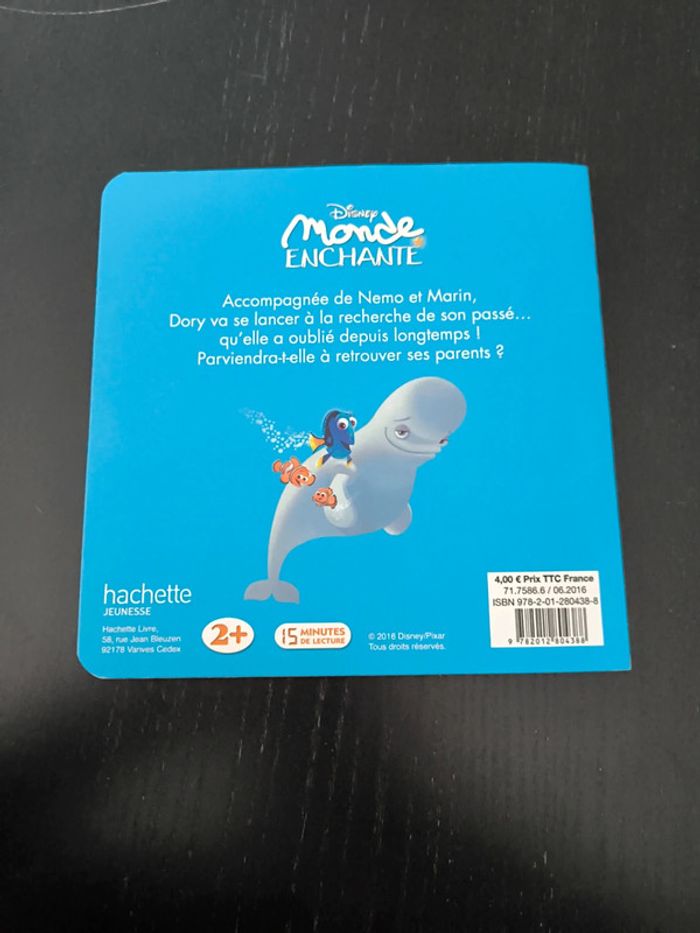 Disney
Monde
ENCHANTÉ
Accompagnée de Nemo et Marin,
Dory va se lancer à la recherche de son passé...
qu'elle a oublié depuis longtemps !
Parviendra-t-elle à retrouver ses parents ?
hachette
JEUNESSE
Hachette Livre,
58, rue Jean Bleuzen
92178 Vanves Cedex
2+
15 MINUTES
DE LECTURE
© 2016 Disney/Pixar
Tous droits réservés.
4,00 € Prix TTC France
71.7586.6 / 06.2016
ISBN 978-2-01-280438-8
9 782012 804388